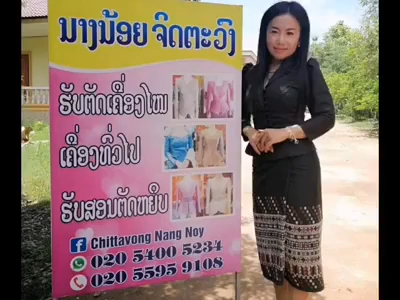 ນາງນ້ອຍ ຈິດຕະວົງ
ຮັບຕັດເຄື່ອງໄໝ
ເຄື່ອງທົ່ວໄປ
ຮັບສອນຕັດຫຍິບ
Chittavong Nang Noy
020 5400 5234
020 5595 9108